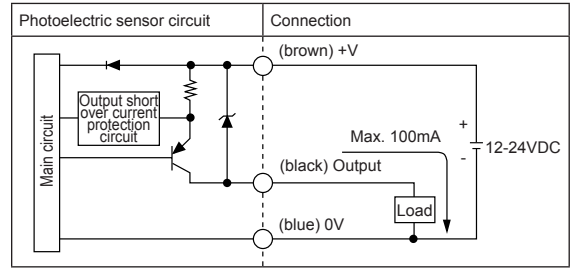 Photoelectric sensor circuit
Connection
(brown) +V
Output short
over current
protection
circuit
Main circuit
Max. 100mA
+
-
12-24VDC
(black) Output
Load
(blue) 0V